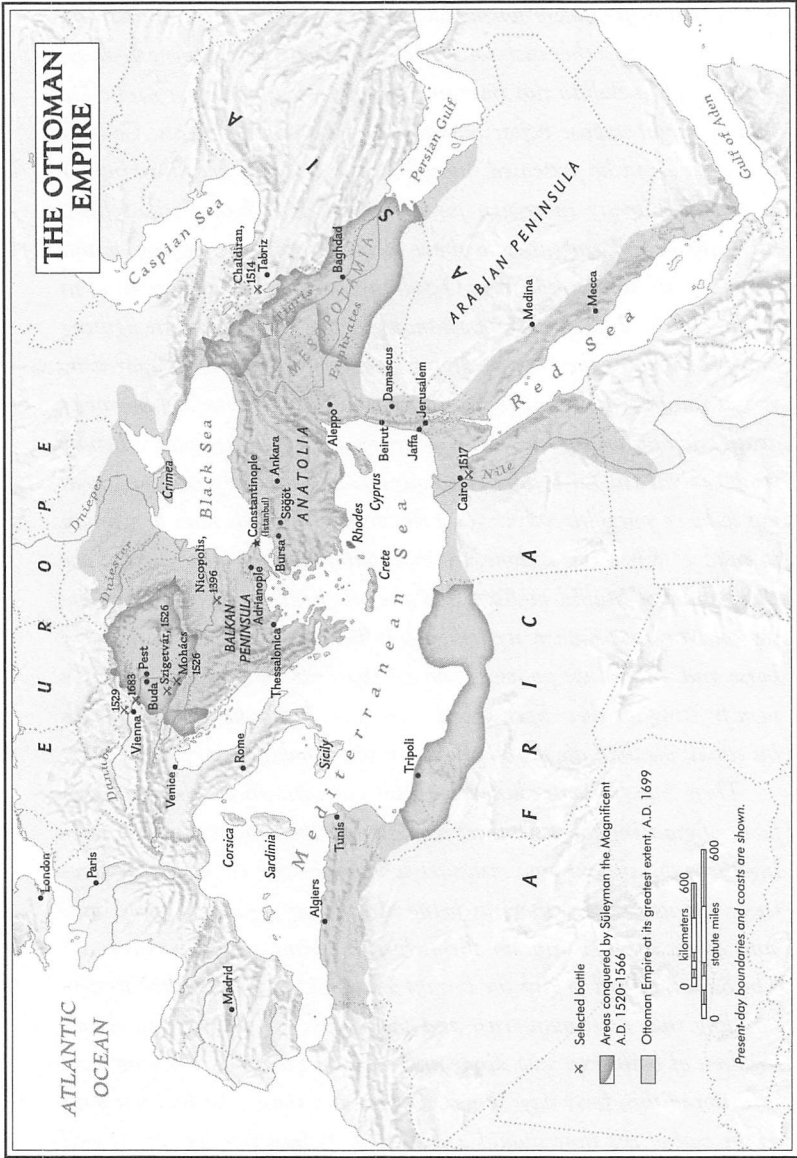 THE OTTOMAN
EMPIRE
ATLANTIC
OCEAN
London
Paris
Madrid
E U R O P E
Danube
Vienna
1529
1683
Buda
Pest
Szigetvár, 1526
Mohács
1526
Venice
Rome
Corsica
Sardinia
Sicily
Dniester
Dnieper
Crimea
Black Sea
Nicopolis,
1396
BALKAN
PENINSULA
Adrianople
Thessalonica
Constantinople
(Istanbul)
Bursa
Sögöt
Ankara
ANATOLIA
Rhodes
Crete
Cyprus
Mediterranean Sea
Algiers
Tunis
Tripoli
A F R I C A
Caspian Sea
Chaldiran,
1514
Tabriz
Tigris
MESOPOTAMIA
Euphrates
Baghdad
Aleppo
Beirut
Damascus
Jaffa
Jerusalem
Cairo
1517
Nile
A S I A
Persian Gulf
ARABIAN PENINSULA
Medina
Mecca
Red Sea
Gulf of Aden
Selected battle
Areas conquered by Süleyman the Magnificent
A.D. 1520-1566
Ottoman Empire at its greatest extent, A.D. 1699
0 kilometers 600
0 statute miles 600
Present-day boundaries and coasts are shown.